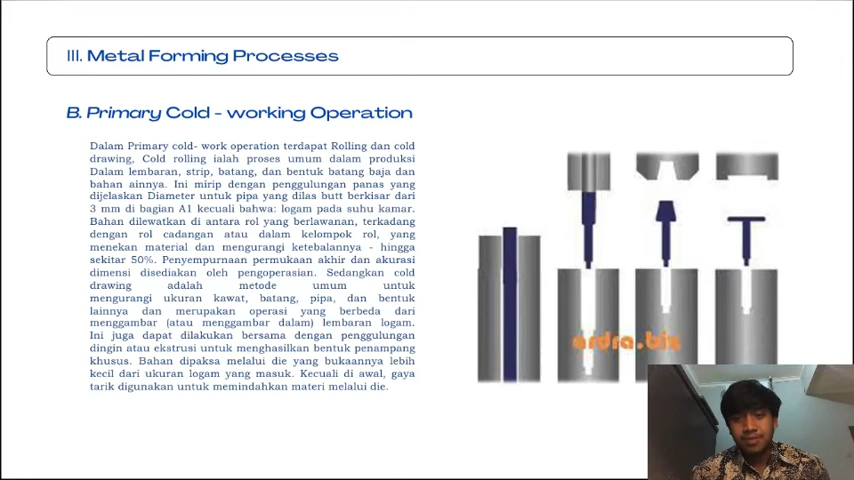 III. Metal Forming Processes
B. Primary Cold - working Operation
Dalam Primary cold- work operation terdapat Rolling dan cold
drawing, Cold rolling ialah proses umum dalam produksi
Dalam lembaran, strip, batang, dan bentuk batang baja dan
bahan ainnya. Ini mirip dengan penggulungan panas yang
dijelaskan Diameter untuk pipa yang dilas butt berkisar dari
3 mm di bagian A1 kecuali bahwa: logam pada suhu kamar.
Bahan dilewatkan di antara rol yang berlawanan, terkadang
dengan rol cadangan atau dalam kelompok rol, yang
menekan material dan mengurangi ketebalannya - hingga
sekitar 50%. Penyempurnaan permukaan akhir dan akurasi
dimensi disediakan oleh pengoperasian. Sedangkan cold
drawing adalah metode umum untuk
mengurangi ukuran kawat, batang, pipa, dan bentuk
lainnya dan merupakan operasi yang berbeda dari
menggambar (atau menggambar dalam) lembaran logam.
Ini juga dapat dilakukan bersama dengan penggulungan
dingin atau ekstrusi untuk menghasilkan bentuk penampang
khusus. Bahan dipaksa melalui die yang bukaannya lebih
kecil dari ukuran logam yang masuk. Kecuali di awal, gaya
tarik digunakan untuk memindahkan materi melalui die.
ardra.biz